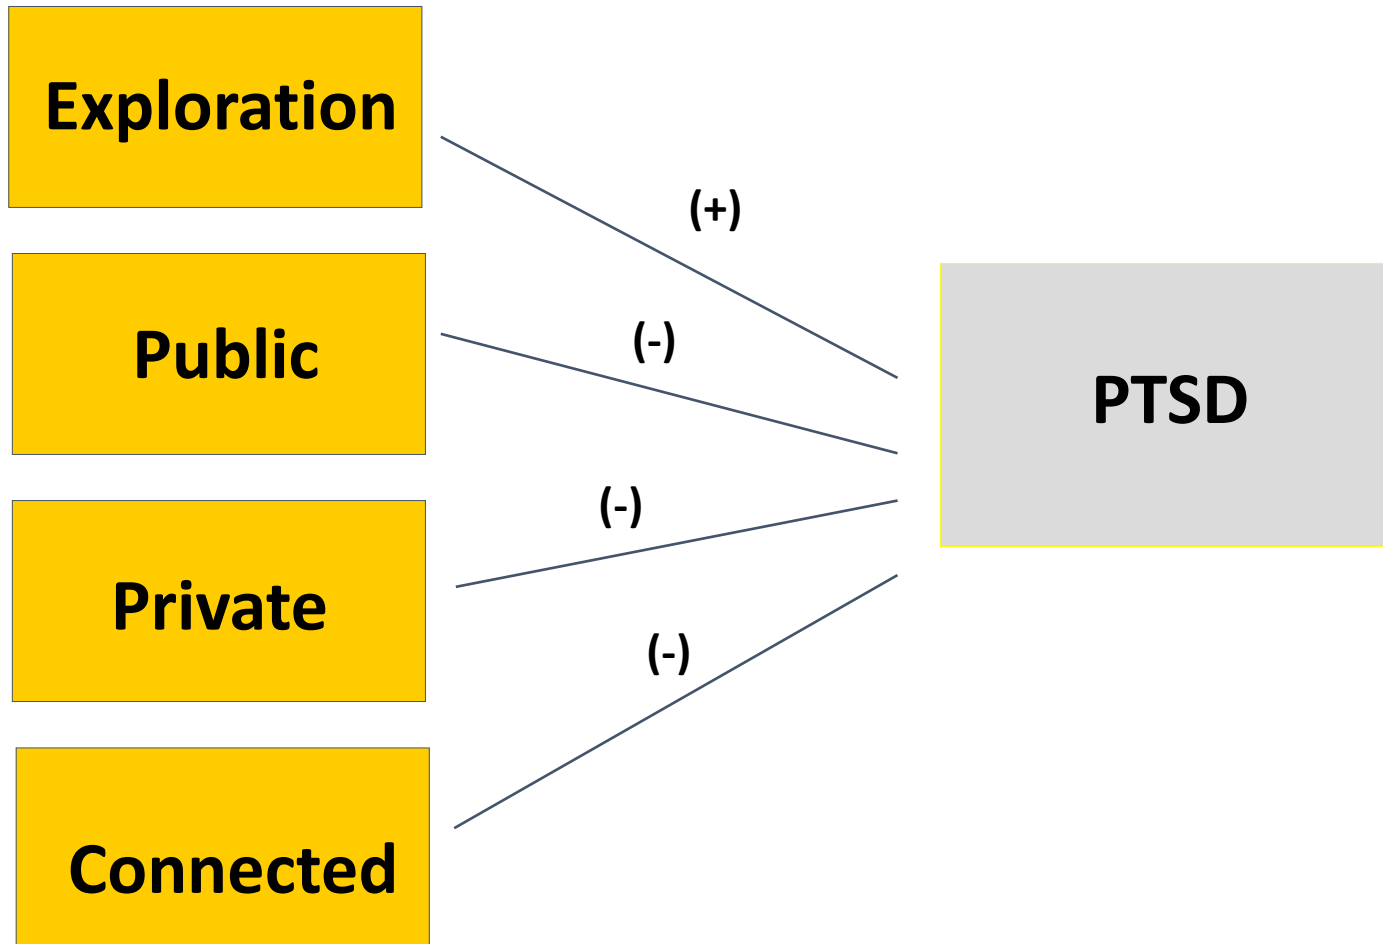 Exploration
(+)
Public
(-)
PTSD
Private
(-)
Connected
(-)